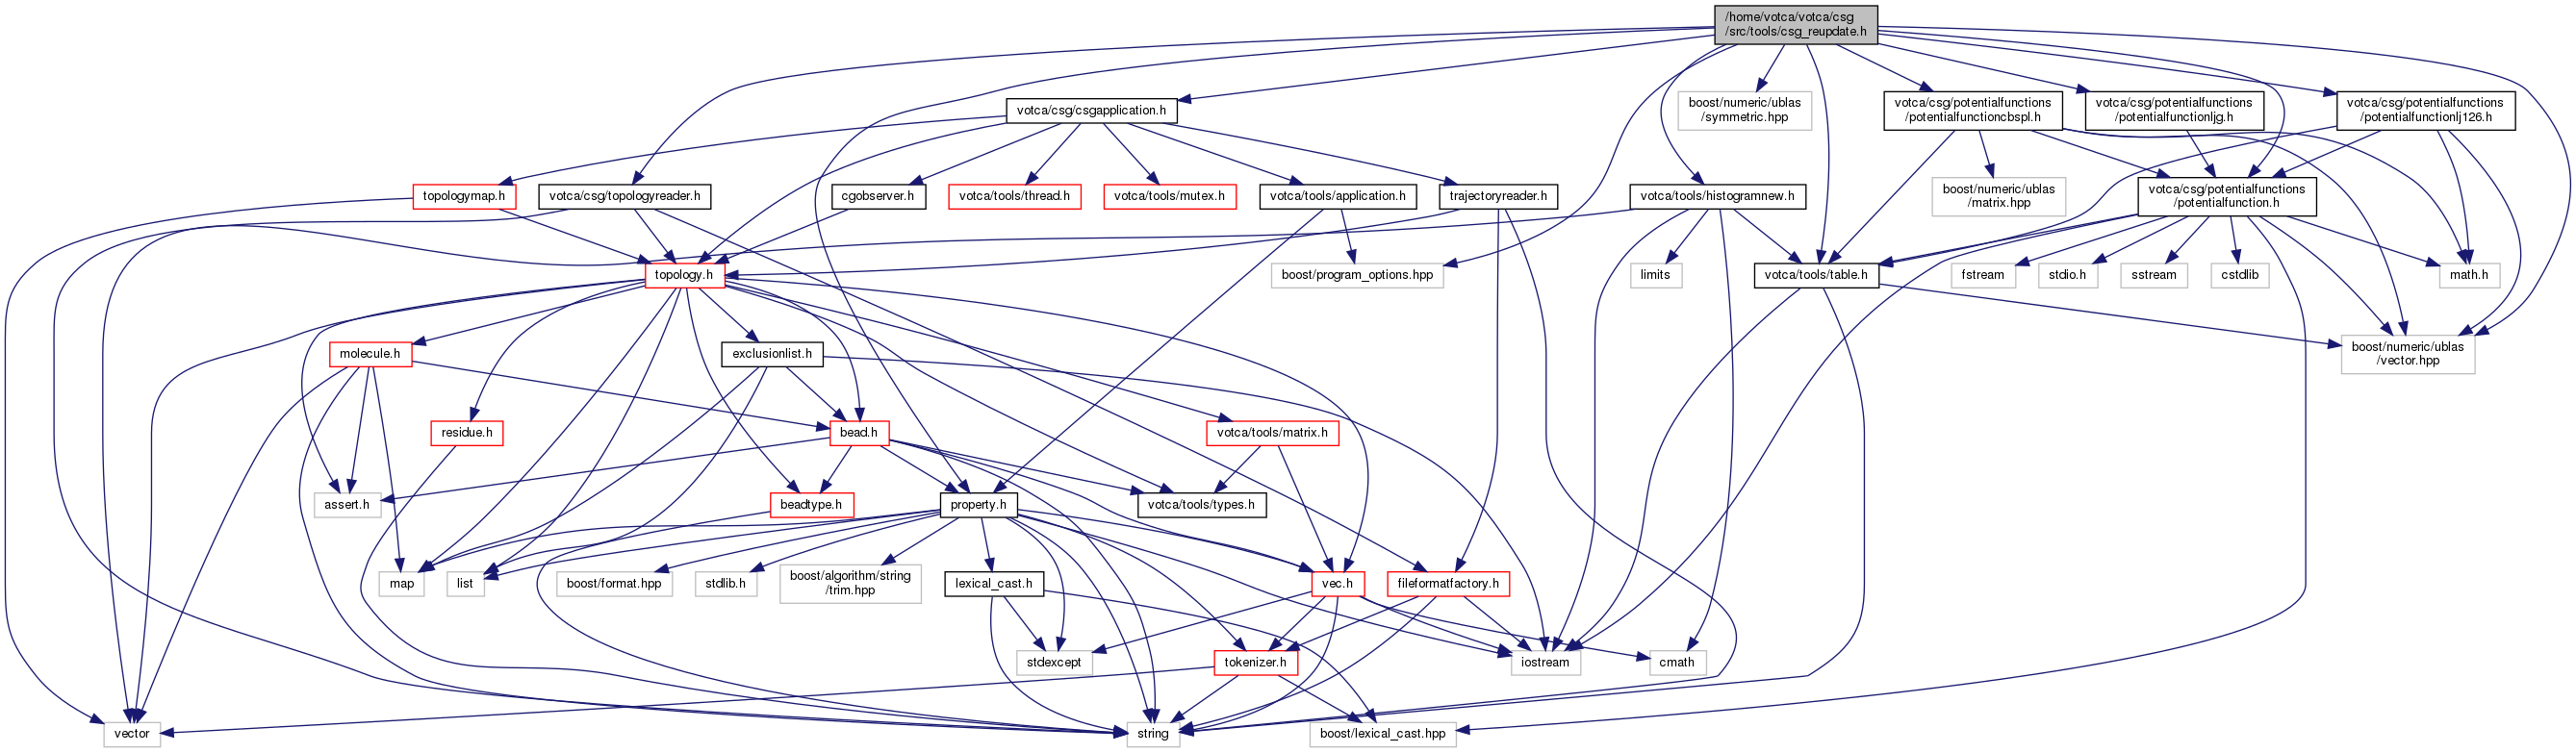 /home/votca/votca/csg
/src/tools/csg_reupdate.h
votca/csg/csgapplication.h
boost/numeric/ublas
/symmetric.hpp
votca/csg/potentialfunctions
/potentialfunctioncbspl.h
votca/csg/potentialfunctions
/potentialfunctionljg.h
votca/csg/potentialfunctions
/potentialfunctionlj126.h
topologymap.h
votca/csg/topologyreader.h
cgobserver.h
votca/tools/thread.h
votca/tools/mutex.h
votca/tools/application.h
trajectoryreader.h
votca/tools/histogramnew.h
boost/numeric/ublas
/matrix.hpp
votca/csg/potentialfunctions
/potentialfunction.h
topology.h
boost/program_options.hpp
limits
votca/tools/table.h
fstream
stdio.h
sstream
cstdlib
math.h
molecule.h
exclusionlist.h
boost/numeric/ublas
/vector.hpp
residue.h
bead.h
votca/tools/matrix.h
assert.h
beadtype.h
property.h
votca/tools/types.h
map
list
boost/format.hpp
stdlib.h
boost/algorithm/string
/trim.hpp
lexical_cast.h
vec.h
fileformatfactory.h
stdexcept
tokenizer.h
iostream
cmath
vector
string
boost/lexical_cast.hpp